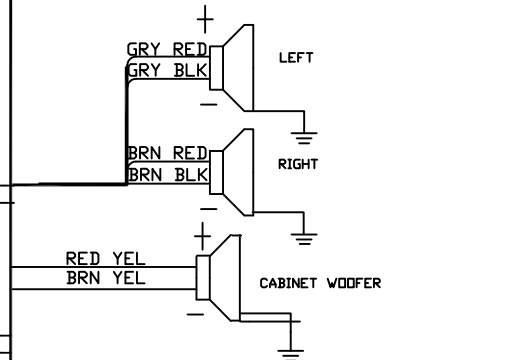 +
GRY RED
LEFT
GRY BLK
−
BRN RED
RIGHT
BRN BLK
−
+
RED YEL
BRN YEL
CABINET WOOFER
−